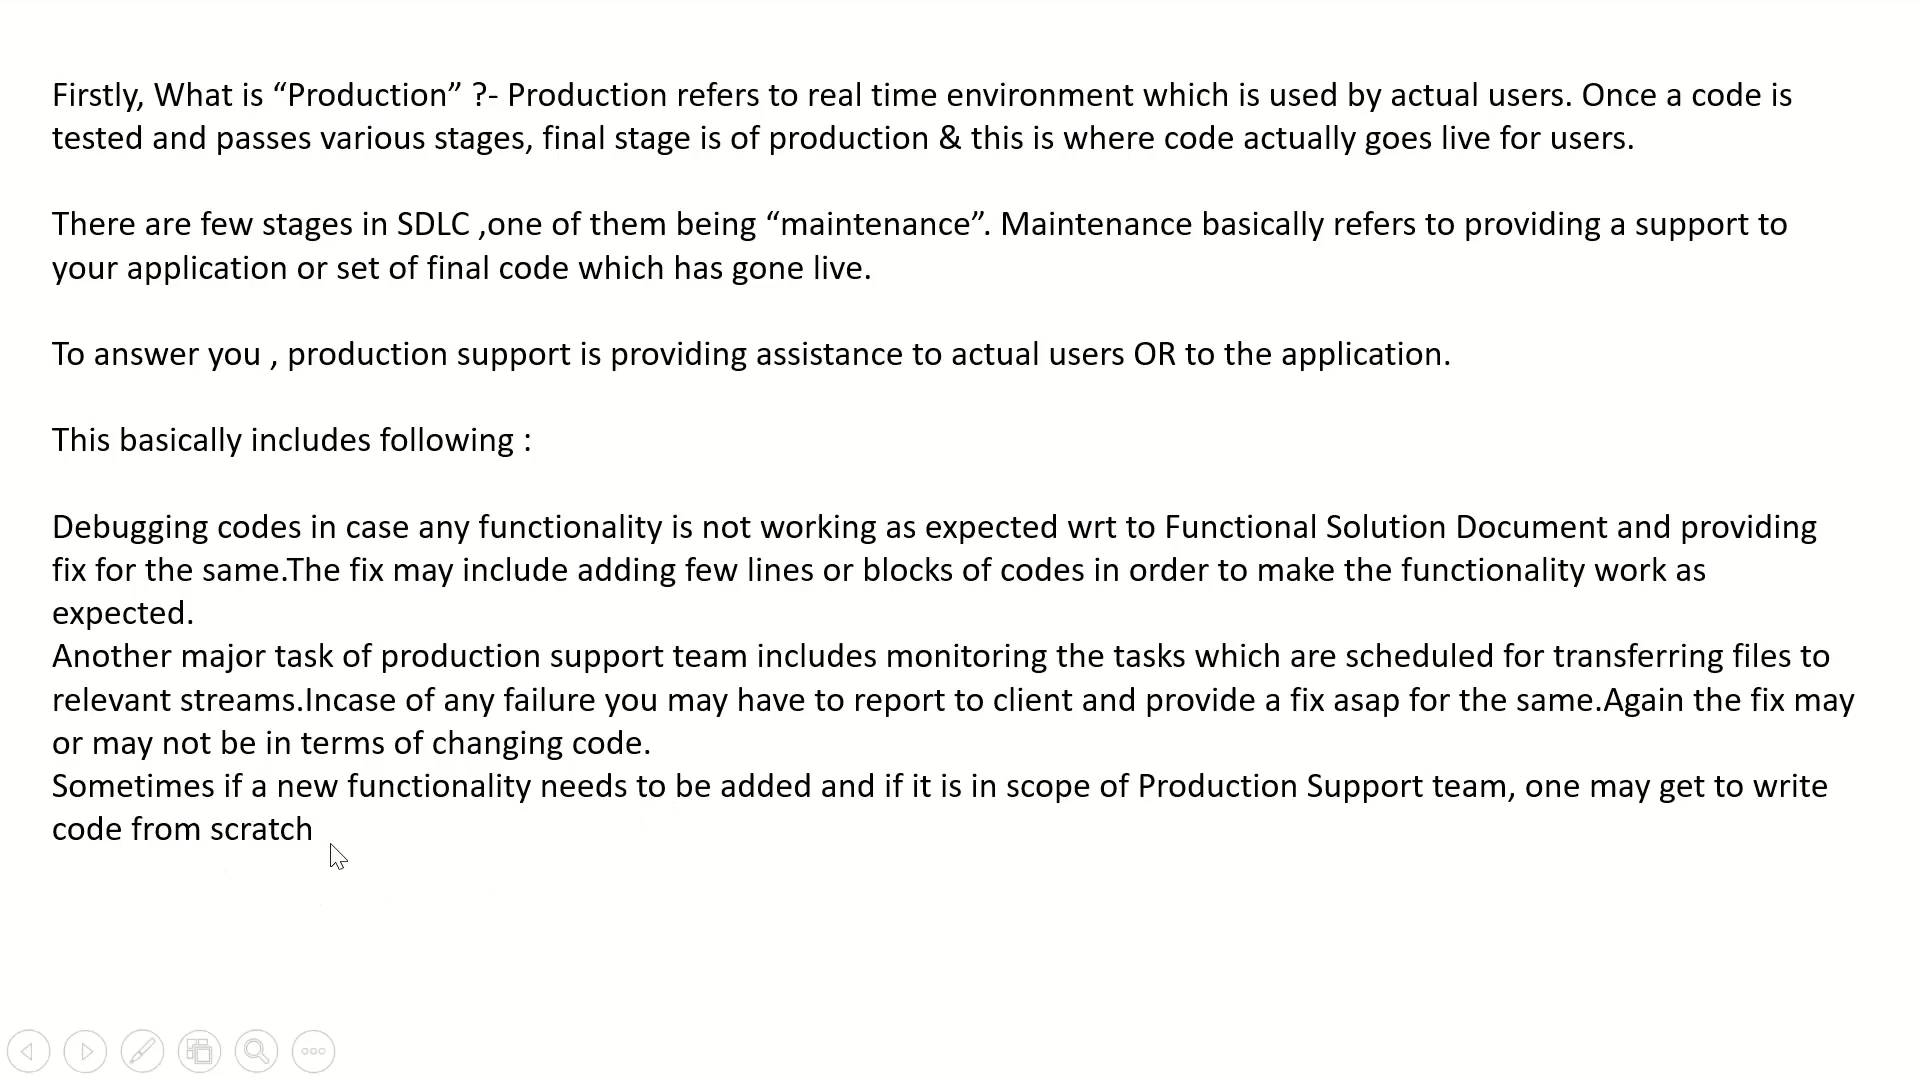 Firstly, What is “Production” ?- Production refers to real time environment which is used by actual users. Once a code is
tested and passes various stages, final stage is of production & this is where code actually goes live for users.
There are few stages in SDLC ,one of them being “maintenance”. Maintenance basically refers to providing a support to
your application or set of final code which has gone live.
To answer you , production support is providing assistance to actual users OR to the application.
This basically includes following :
Debugging codes in case any functionality is not working as expected wrt to Functional Solution Document and providing
fix for the same.The fix may include adding few lines or blocks of codes in order to make the functionality work as
expected.
Another major task of production support team includes monitoring the tasks which are scheduled for transferring files to
relevant streams.Incase of any failure you may have to report to client and provide a fix asap for the same.Again the fix may
or may not be in terms of changing code.
Sometimes if a new functionality needs to be added and if it is in scope of Production Support team, one may get to write
code from scratch